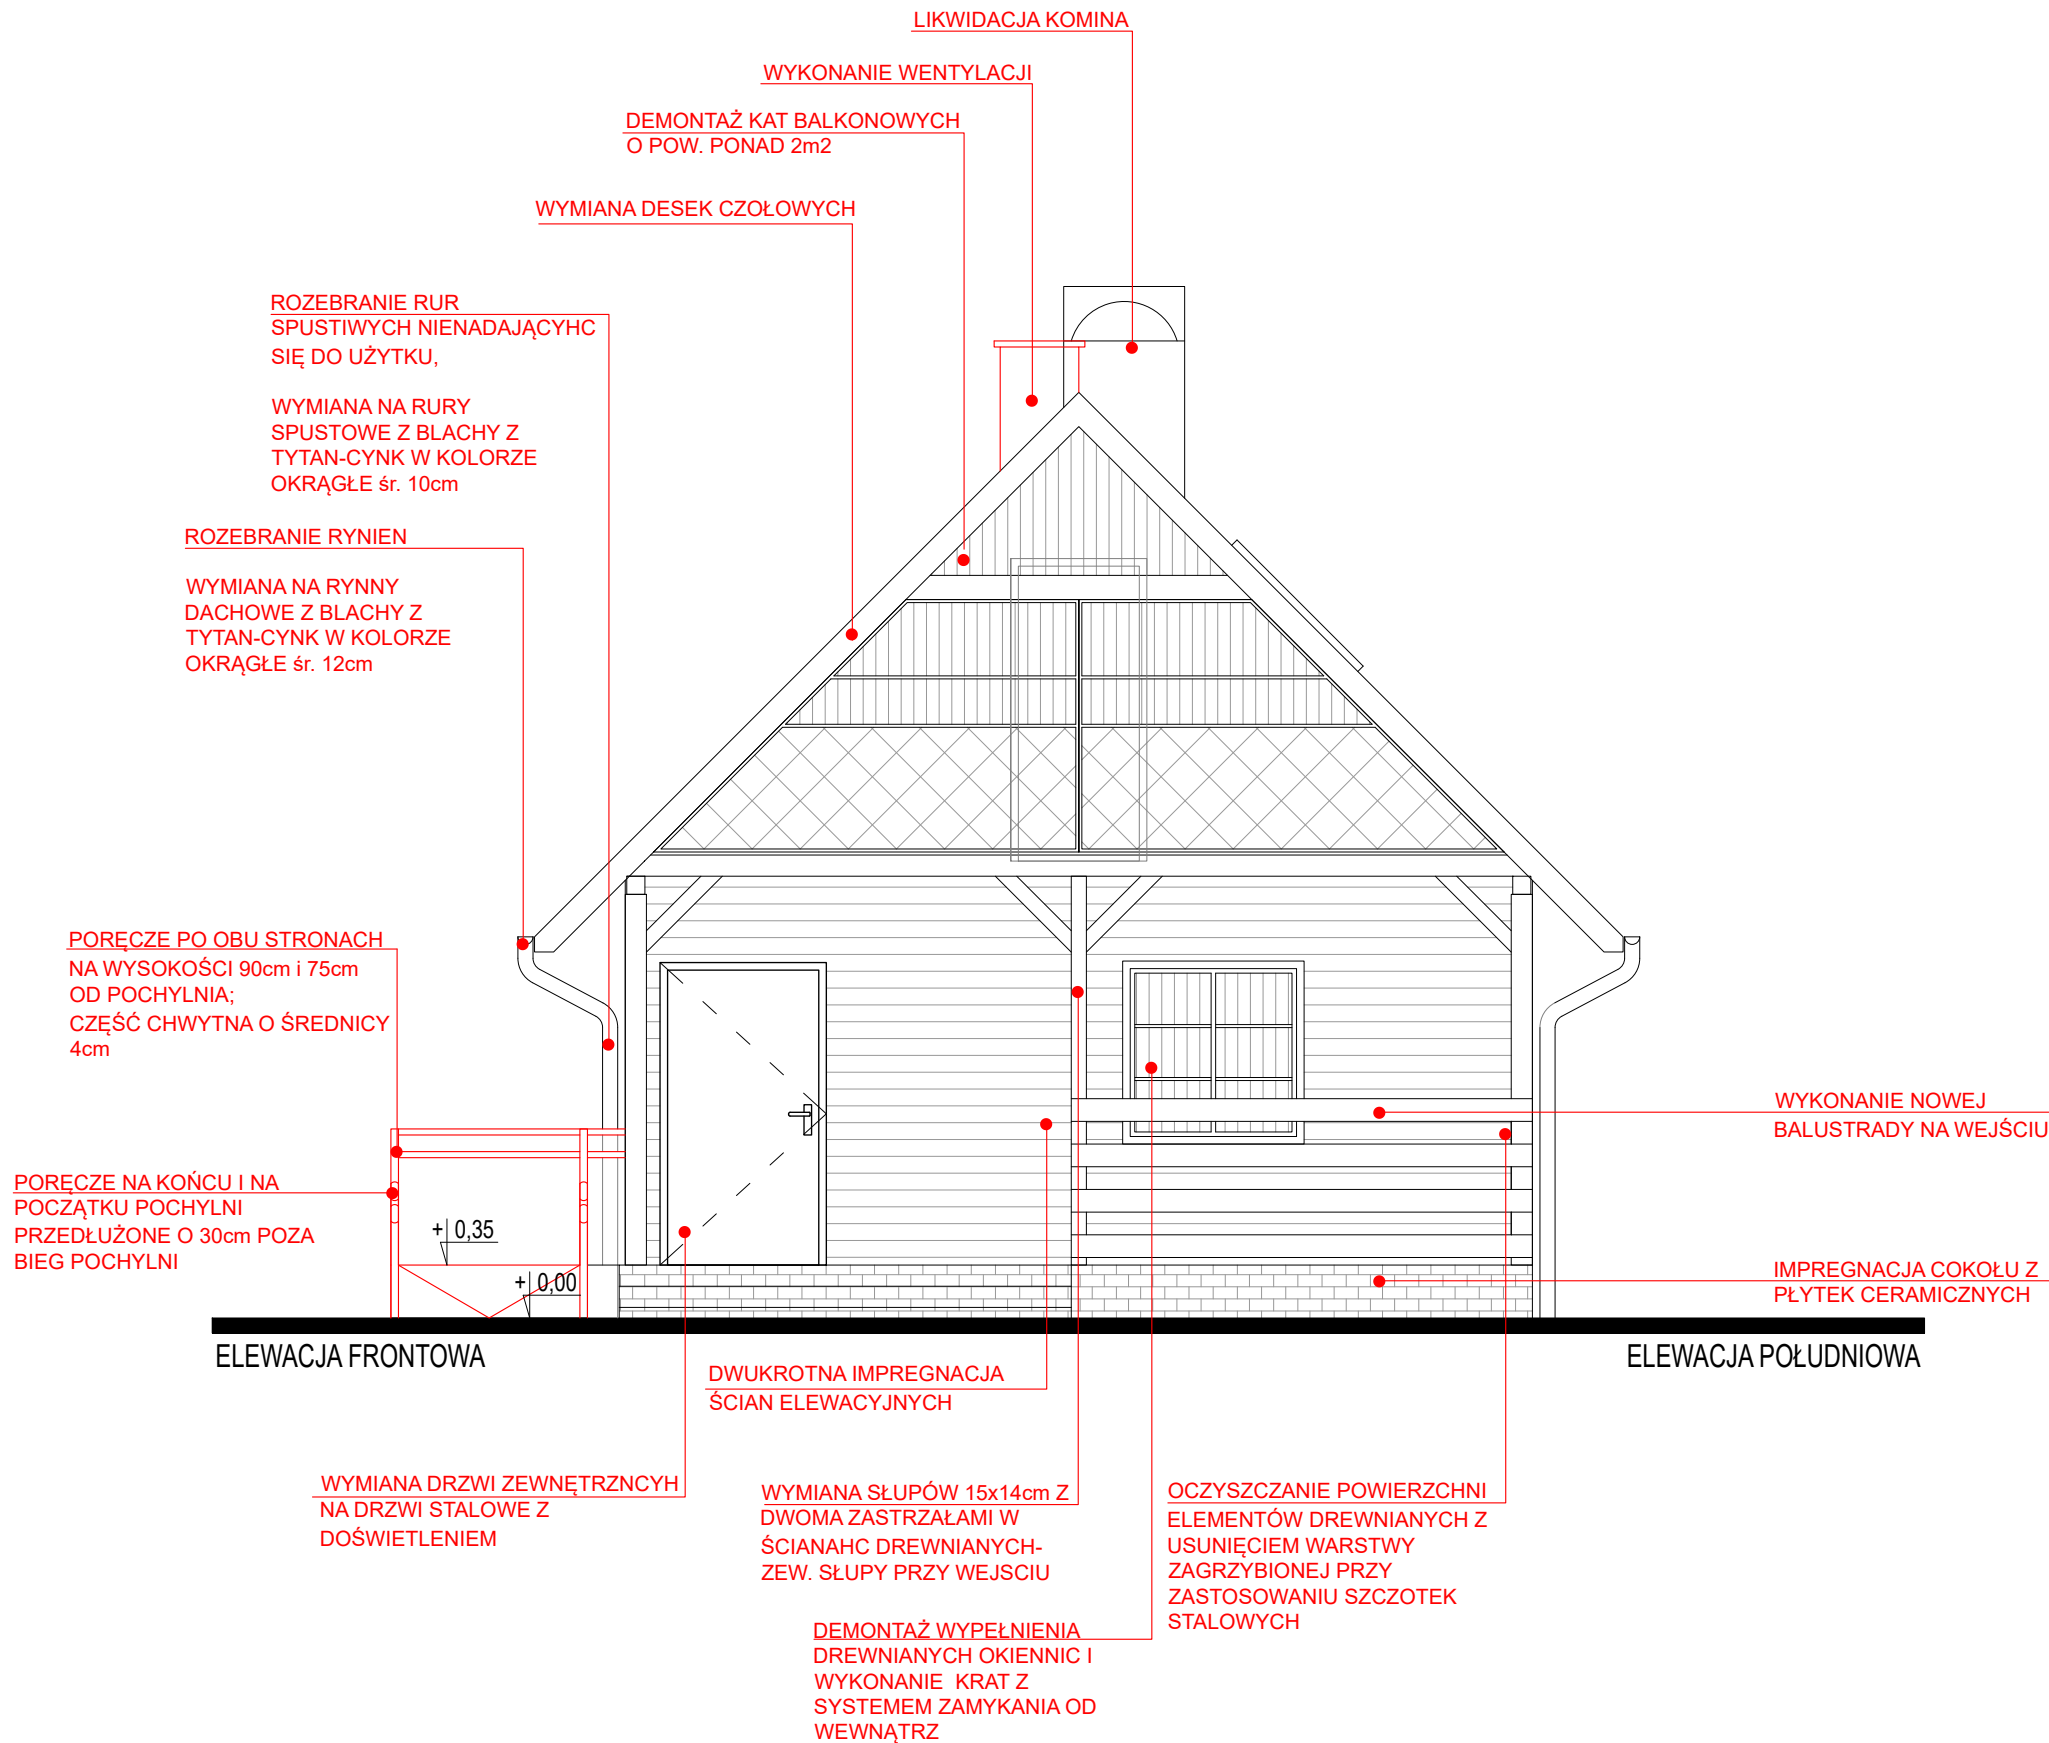 LIKWIDACJA KOMINA
WYKONANIE WENTYLACJI
DEMONTAŻ KAT BALKONOWYCH
O POW. PONAD 2m2
WYMIANA DESEK CZOŁOWYCH
ROZEBRANIE RUR
SPUSTIWYCH NIENADAJĄCYHC
SIĘ DO UŻYTKU,
WYMIANA NA RURY
SPUSTOWE Z BLACHY Z
TYTAN-CYNK W KOLORZE
OKRĄGŁE śr. 10cm
ROZEBRANIE RYNIEN
WYMIANA NA RYNNY
DACHOWE Z BLACHY Z
TYTAN-CYNK W KOLORZE
OKRĄGŁE śr. 12cm
PORĘCZE PO OBU STRONACH
NA WYSOKOŚCI 90cm i 75cm
OD POCHYLNIA;
CZĘŚĆ CHWYTNA O ŚREDNICY
4cm
PORĘCZE NA KOŃCU I NA
POCZĄTKU POCHYLNI
PRZEDŁUŻONE O 30cm POZA
BIEG POCHYLNI
+ 0,35
+ 0,00
WYKONANIE NOWEJ
BALUSTRADY NA WEJŚCIU
IMPREGNACJA COKOŁU Z
PŁYTEK CERAMICZNYCH
ELEWACJA FRONTOWA
ELEWACJA POŁUDNIOWA
DWUKROTNA IMPREGNACJA
ŚCIAN ELEWACYJNYCH
WYMIANA DRZWI ZEWNĘTRZNCYH
NA DRZWI STALOWE Z
DOŚWIETLENIEM
WYMIANA SŁUPÓW 15x14cm Z
DWOMA ZASTRZAŁAMI W
ŚCIANAHC DREWNIANYCH-
ZEW. SŁUPY PRZY WEJSCIU
OCZYSZCZANIE POWIERZCHNI
ELEMENTÓW DREWNIANYCH Z
USUNIĘCIEM WARSTWY
ZAGRZYBIONEJ PRZY
ZASTOSOWANIU SZCZOTEK
STALOWYCH
DEMONTAŻ WYPEŁNIENIA
DREWNIANYCH OKIENNIC I
WYKONANIE KRAT Z
SYSTEMEM ZAMYKANIA OD
WEWNĄTRZ